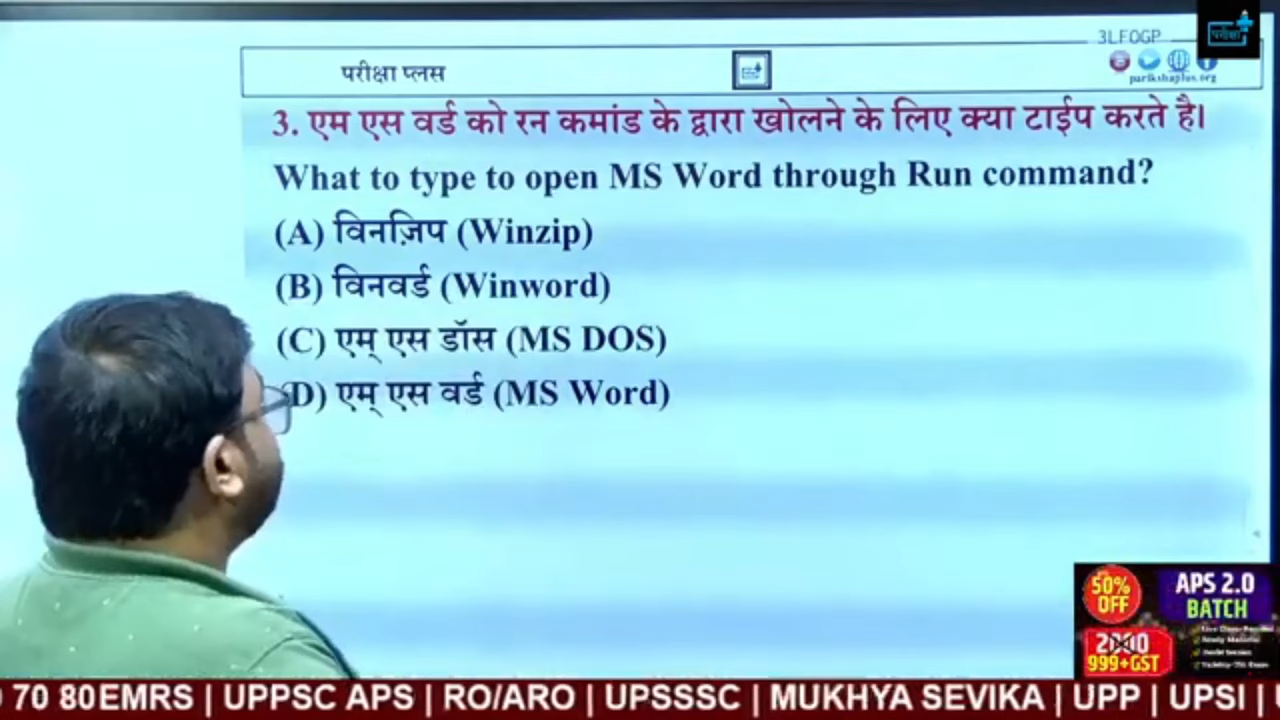 3LFOGP
परीक्षा प्लस
parikshaplus.org
3. एम एस वर्ड को रन कमांड के द्वारा खोलने के लिए क्या टाईप करते है।
What to type to open MS Word through Run command?
(A) विनज़िप (Winzip)
(B) विनवर्ड (Winword)
(C) एम् एस डॉस (MS DOS)
D) एम् एस वर्ड (MS Word)
50% OFF
APS 2.0
BATCH
2000
999+GST
70 80EMRS | UPPSC APS | RO/ARO | UPSSSC | MUKHYA SEVIKA | UPP | UPSI |